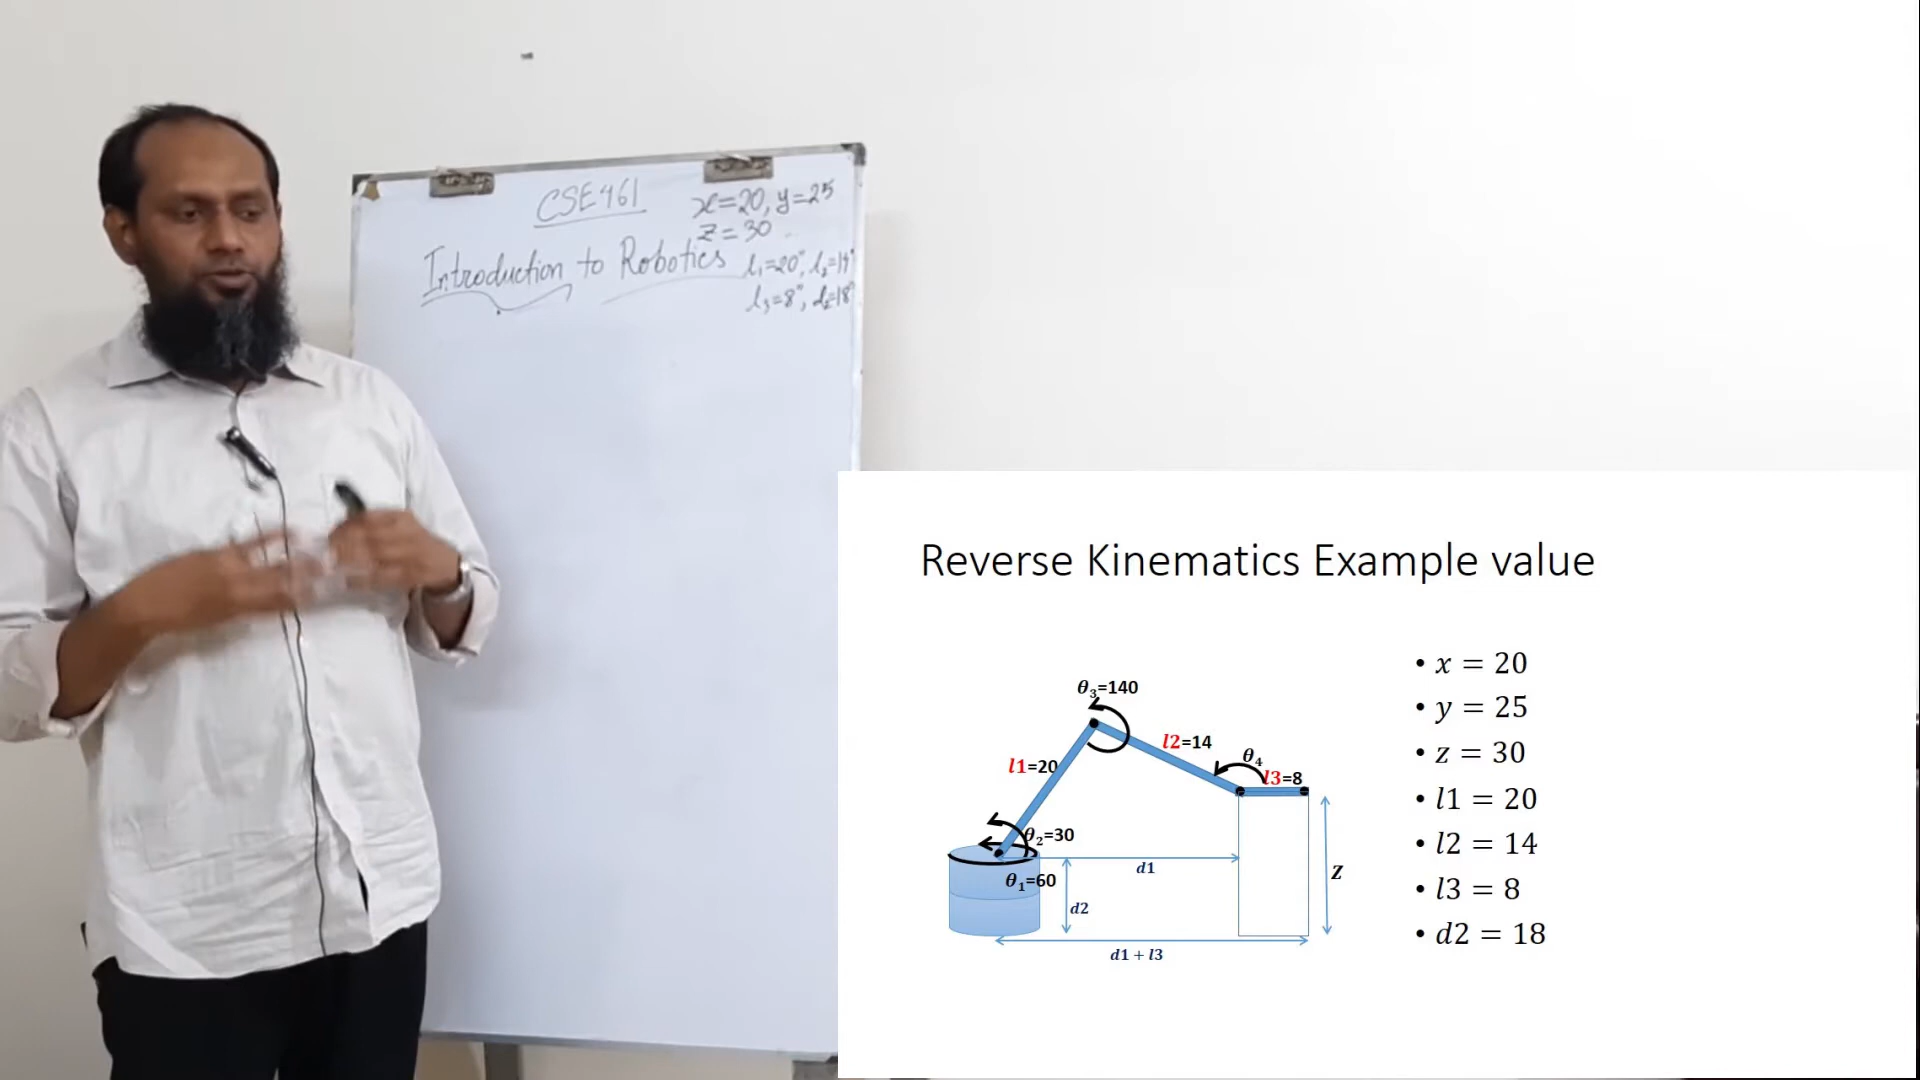 CSE461
x=20, y=25
z=30
Introduction to Robotics
l₁=20", l₂=14"
l₃=8", d₂=18"
Reverse Kinematics Example value
θ₃=140
l2=14
θ₄
l1=20
l3=8
θ₂=30
d1
θ₁=60
z
d2
d1 + l3
• x = 20
• y = 25
• z = 30
• l1 = 20
• l2 = 14
• l3 = 8
• d2 = 18